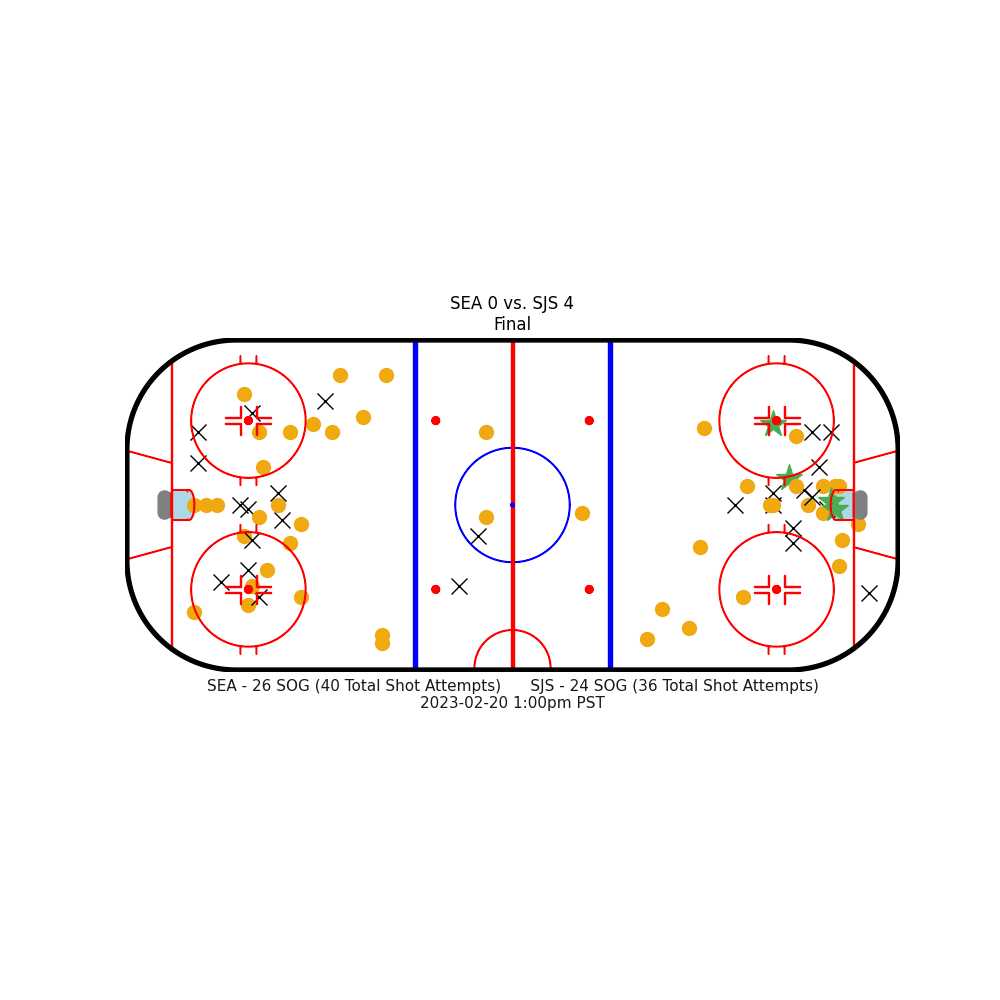 SEA 0 vs. SJS 4
Final
SEA - 26 SOG (40 Total Shot Attempts) SJS - 24 SOG (36 Total Shot Attempts)
2023-02-20 1:00pm PST